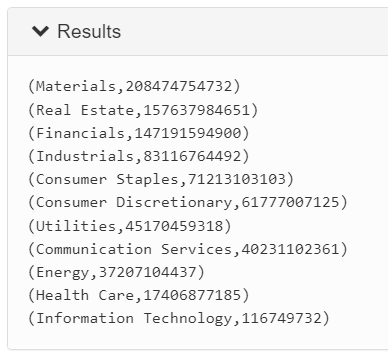 Results
(Materials,208474754732)
(Real Estate,157637984651)
(Financials,147191594900)
(Industrials,83116764492)
(Consumer Staples,71213103103)
(Consumer Discretionary,61777007125)
(Utilities,45170459318)
(Communication Services,40231102361)
(Energy,37207104437)
(Health Care,17406877185)
(Information Technology,116749732)